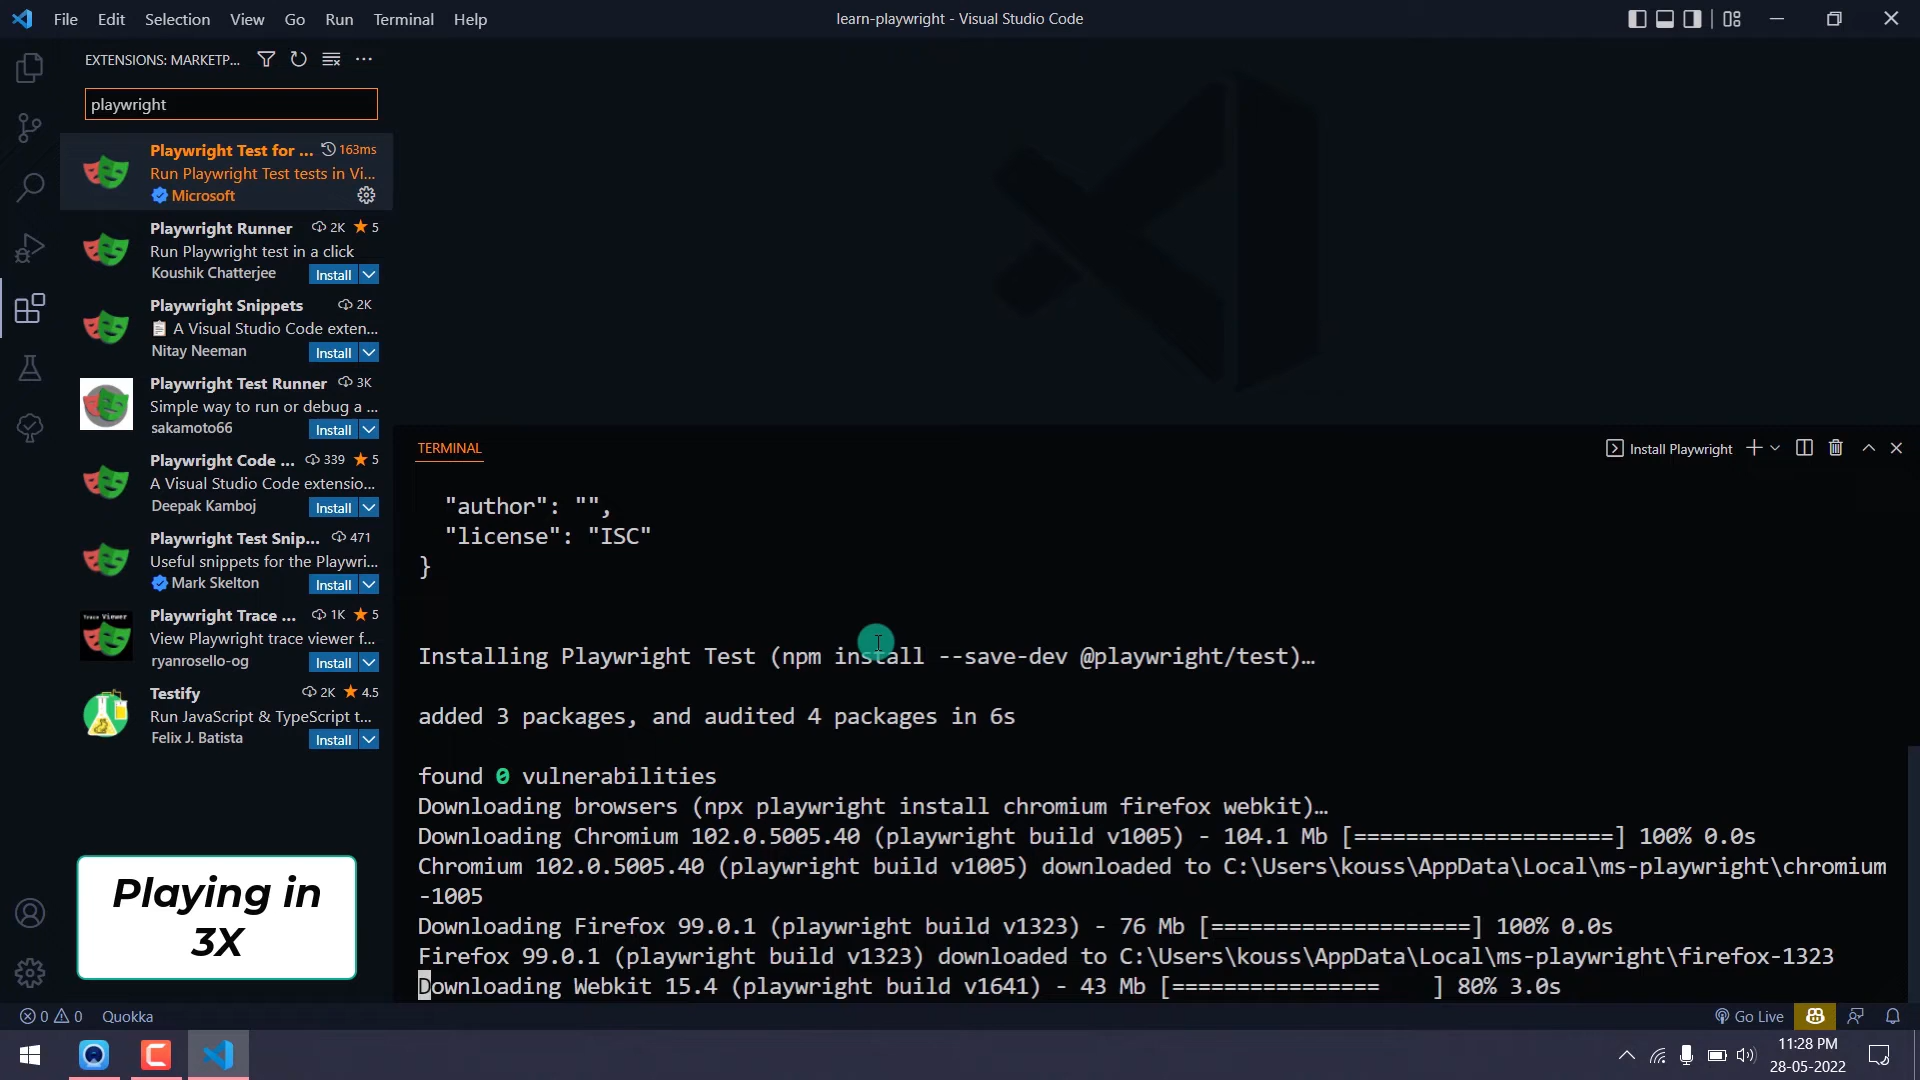 File Edit Selection View Go Run Terminal Help
learn-playwright - Visual Studio Code
EXTENSIONS: MARKETP...
playwright
Playwright Test for ... 163ms
Run Playwright Test tests in Vi...
Microsoft
Playwright Runner 2K 5
Run Playwright test in a click
Koushik Chatterjee Install
Playwright Snippets 2K
A Visual Studio Code exten...
Nitay Neeman Install
Playwright Test Runner 3K
Simple way to run or debug a ...
sakamoto66 Install
Playwright Code ... 339 5
A Visual Studio Code extensio...
Deepak Kamboj Install
Playwright Test Snip... 471
Useful snippets for the Playwri...
Mark Skelton Install
Playwright Trace ... 1K 5
View Playwright trace viewer f...
ryanrosello-og Install
Testify 2K 4.5
Run JavaScript & TypeScript t...
Felix J. Batista Install
Trace Viewer
Playing in
3X
TERMINAL
Install Playwright
"author": "",
"license": "ISC"
}
Installing Playwright Test (npm install --save-dev @playwright/test)…
added 3 packages, and audited 4 packages in 6s
found 0 vulnerabilities
Downloading browsers (npx playwright install chromium firefox webkit)…
Downloading Chromium 102.0.5005.40 (playwright build v1005) - 104.1 Mb [====================] 100% 0.0s
Chromium 102.0.5005.40 (playwright build v1005) downloaded to C:\Users\kouss\AppData\Local\ms-playwright\chromium
-1005
Downloading Firefox 99.0.1 (playwright build v1323) - 76 Mb [====================] 100% 0.0s
Firefox 99.0.1 (playwright build v1323) downloaded to C:\Users\kouss\AppData\Local\ms-playwright\firefox-1323
Downloading Webkit 15.4 (playwright build v1641) - 43 Mb [================    ] 80% 3.0s
0 0 Quokka
Go Live
11:28 PM
28-05-2022